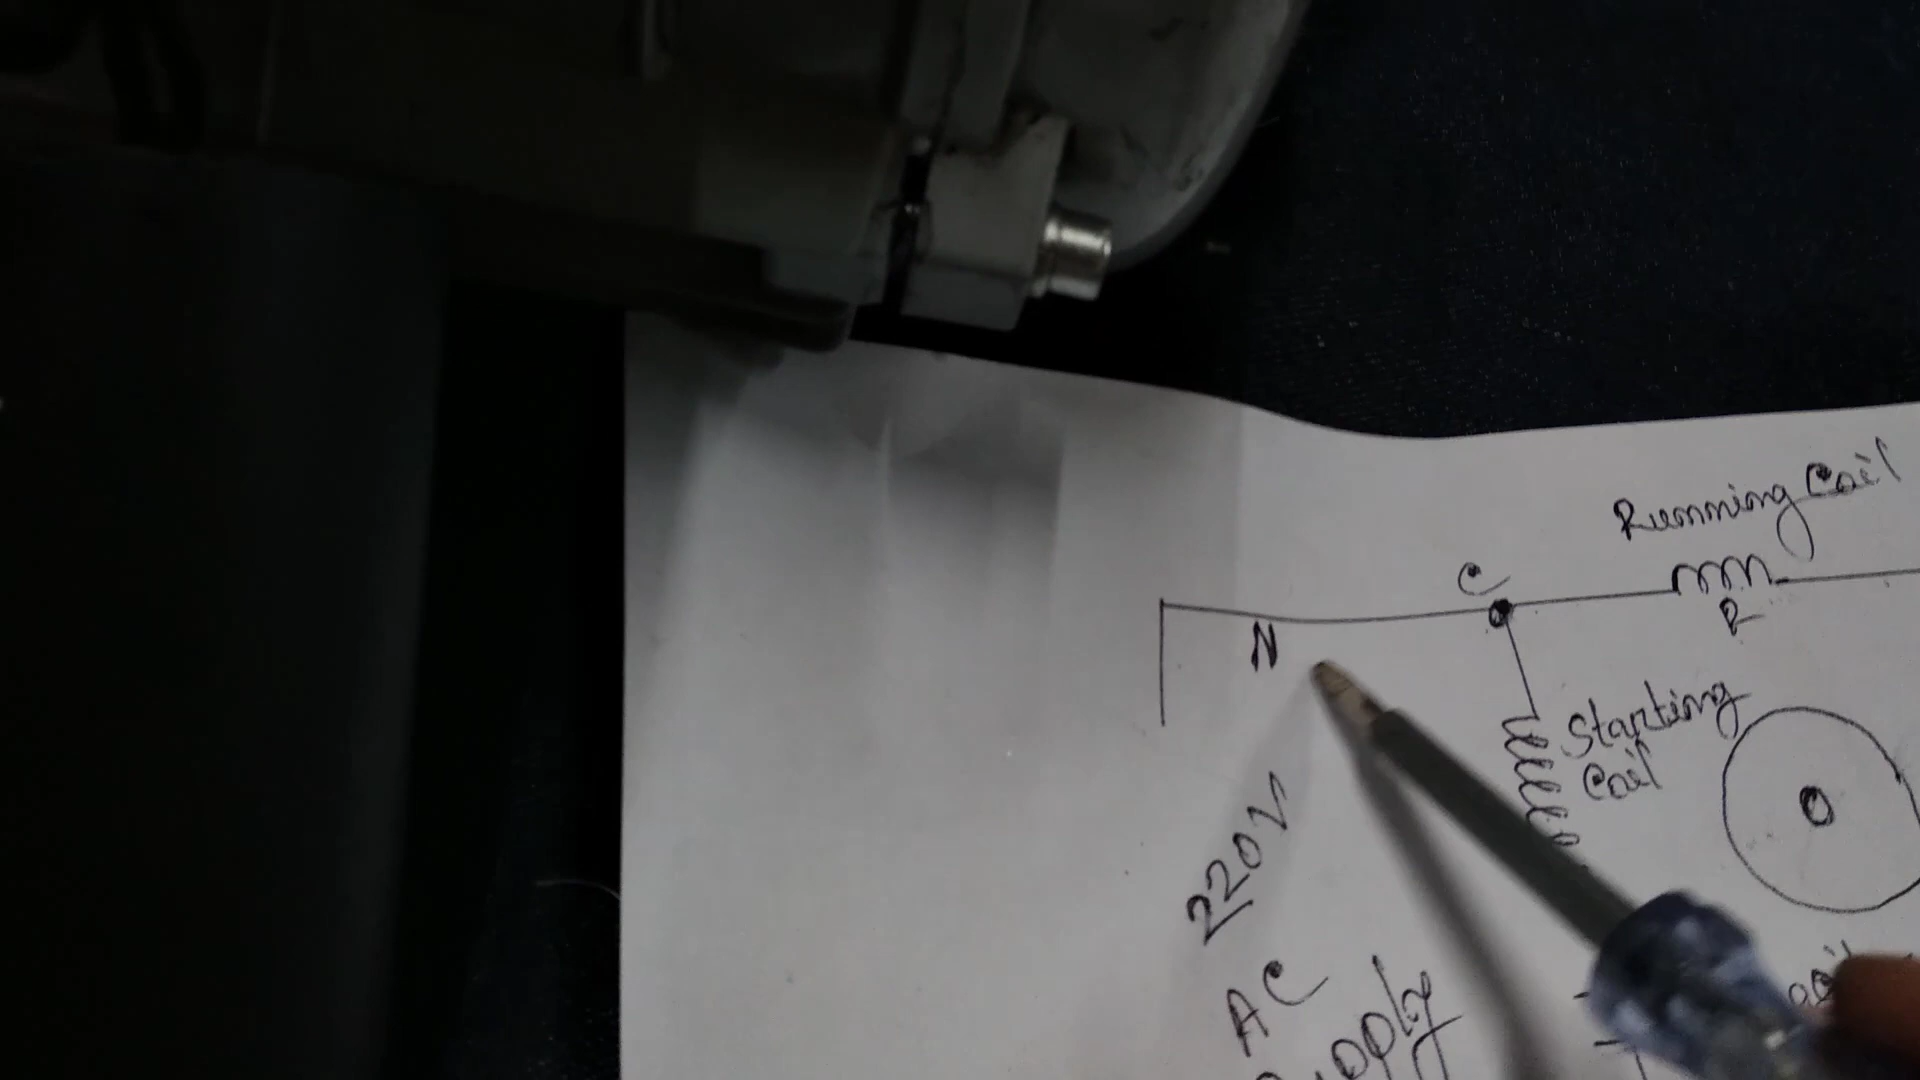 Running Coil
C
R
N
Starting
Coil
220V
AC